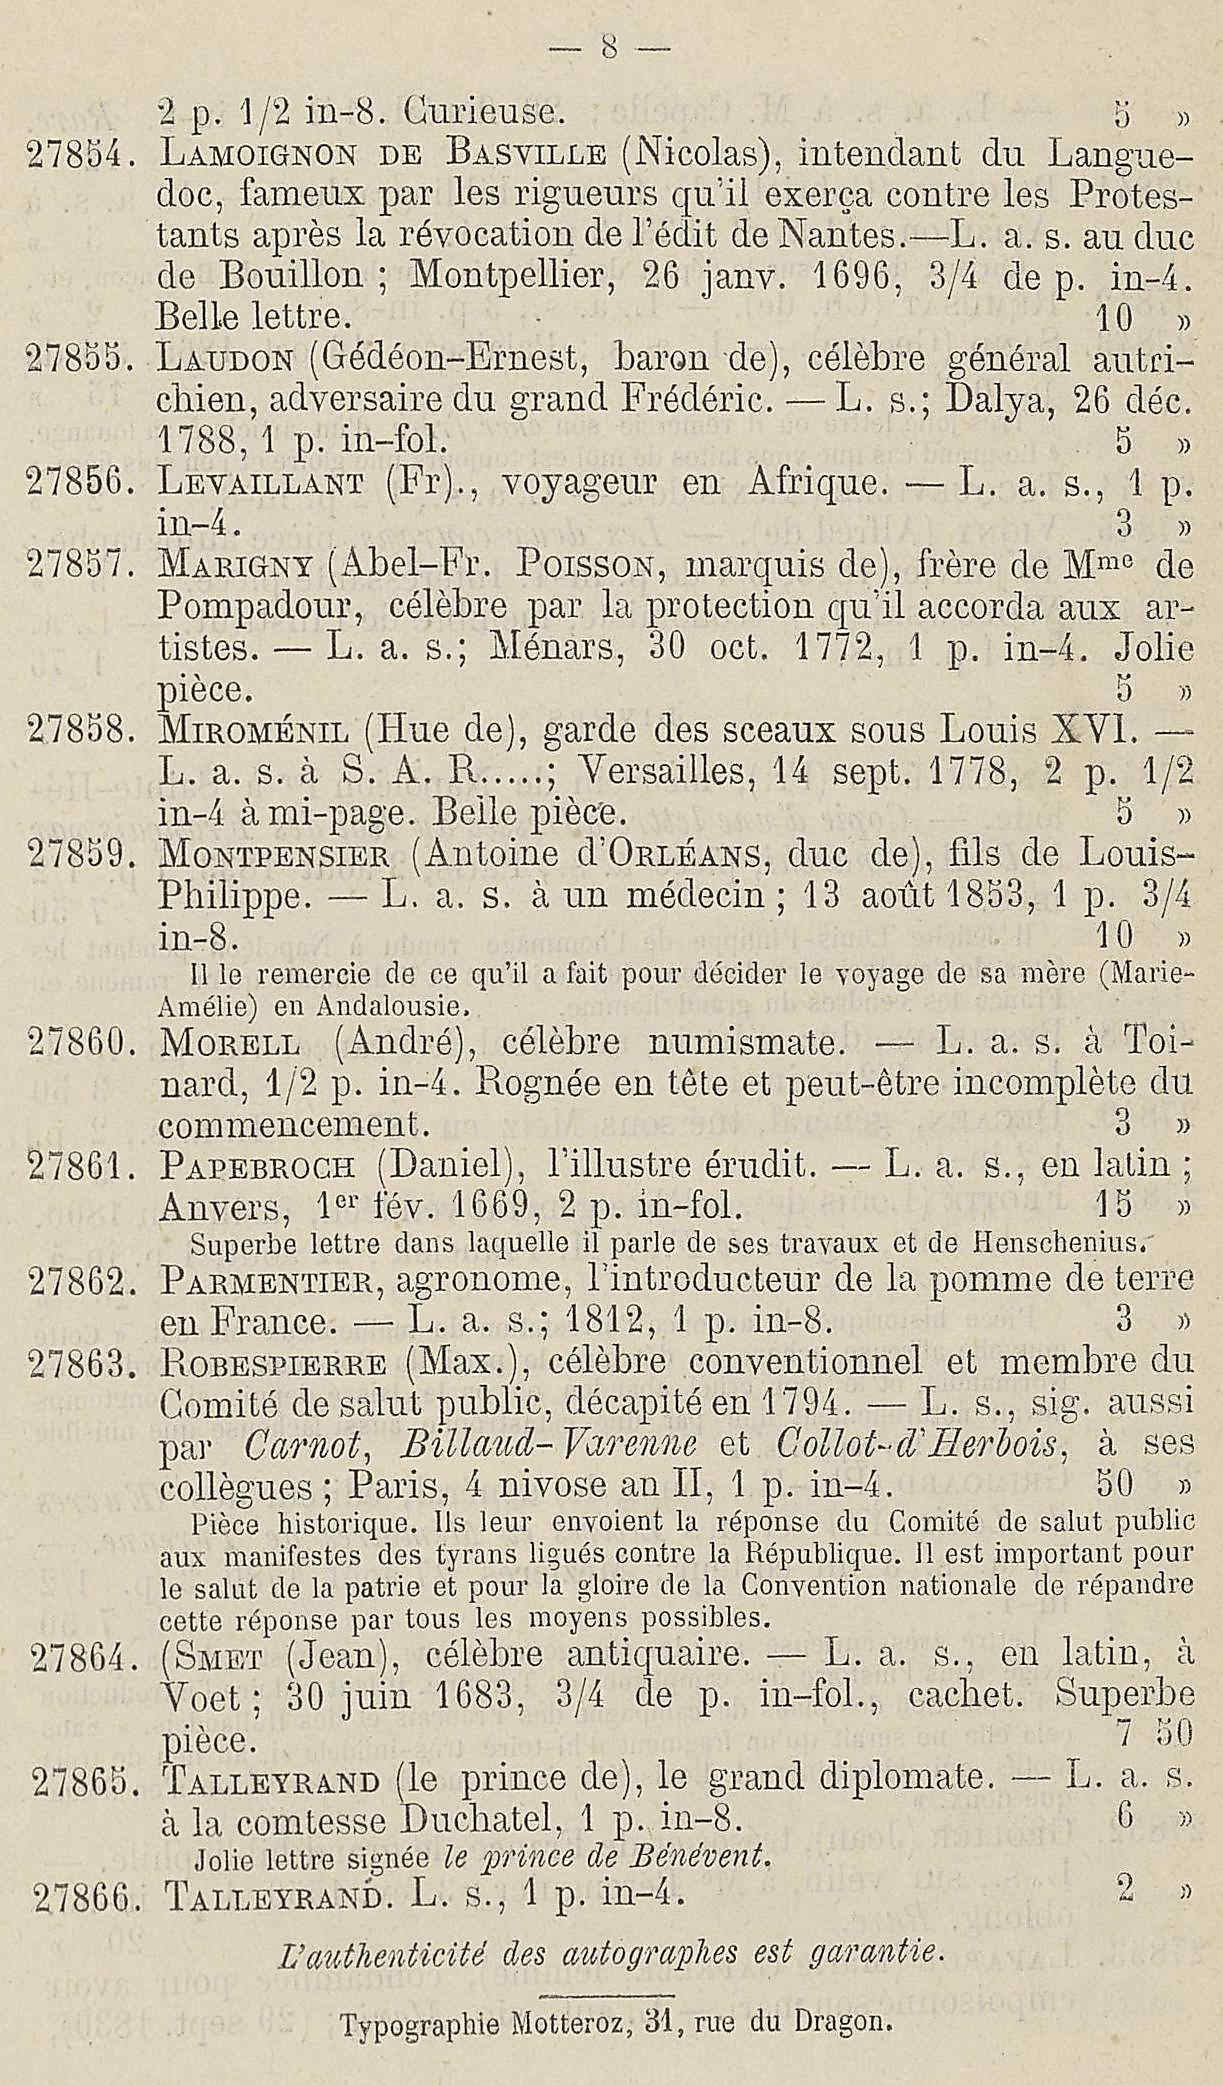 — 8 —
2 p. 1/2 in-8. Curieuse. 5 »
27854. LAMOIGNON DE BASVILLE (Nicolas), intendant du Langue-
doc, fameux par les rigueurs qu'il exerça contre les Protes-
tants après la révocation de l'édit de Nantes.—L. a. s. au duc
de Bouillon ; Montpellier, 26 janv. 1696, 3/4 de p. in-4.
Belle lettre. 10 »
27855. LAUDON (Gédéon-Ernest, baron de), célèbre général autri-
chien, adversaire du grand Frédéric. — L. s.; Dalya, 26 déc.
1788, 1 p. in-fol. 5 »
27856. LEVAILLANT (Fr)., voyageur en Afrique. — L. a. s., 1 p.
in-4. 3 »
27857. MARIGNY (Abel-Fr. POISSON, marquis de), frère de Mme de
Pompadour, célèbre par la protection qu'il accorda aux ar-
tistes. — L. a. s.; Ménars, 30 oct. 1772, 1 p. in-4. Jolie
pièce. 5 »
27858. MIROMÉNIL (Hue de), garde des sceaux sous Louis XVI. —
L. a. s. à S. A. R.....; Versailles, 14 sept. 1778, 2 p. 1/2
in-4 à mi-page. Belle pièce. 5 »
27859. MONTPENSIER (Antoine d'ORLÉANS, duc de), fils de Louis-
Philippe. — L. a. s. à un médecin ; 13 août 1853, 1 p. 3/4
in-8. 10 »
Il le remercie de ce qu'il a fait pour décider le voyage de sa mère (Marie-
Amélie) en Andalousie.
27860. MORELL (André), célèbre numismate. — L. a. s. à Toi-
nard, 1/2 p. in-4. Rognée en tête et peut-être incomplète du
commencement. 3 »
27861. PAPEBROCH (Daniel), l'illustre érudit. — L. a. s., en latin ;
Anvers, 1er fév. 1669, 2 p. in-fol. 15 »
Superbe lettre dans laquelle il parle de ses travaux et de Henschenius.
27862. PARMENTIER, agronome, l'introducteur de la pomme de terre
en France. — L. a. s.; 1812, 1 p. in-8. 3 »
27863. ROBESPIERRE (Max.), célèbre conventionnel et membre du
Comité de salut public, décapité en 1794. — L. s., sig. aussi
par Carnot, Billaud-Varenne et Collot-d'Herbois, à ses
collègues ; Paris, 4 nivose an II, 1 p. in-4. 50 »
Pièce historique. Ils leur envoient la réponse du Comité de salut public
aux manifestes des tyrans ligués contre la République. Il est important pour
le salut de la patrie et pour la gloire de la Convention nationale de répandre
cette réponse par tous les moyens possibles.
27864. (SMET (Jean), célèbre antiquaire. — L. a. s., en latin, à
Voet ; 30 juin 1683, 3/4 de p. in-fol., cachet. Superbe
pièce. 7 50
27865. TALLEYRAND (le prince de), le grand diplomate. — L. a. s.
à la comtesse Duchatel, 1 p. in-8. 6 »
Jolie lettre signée le prince de Bénévent.
27866. TALLEYRAND. L. s., 1 p. in-4. 2 »
L'authenticité des autographes est garantie.
Typographie Motteroz, 31, rue du Dragon.